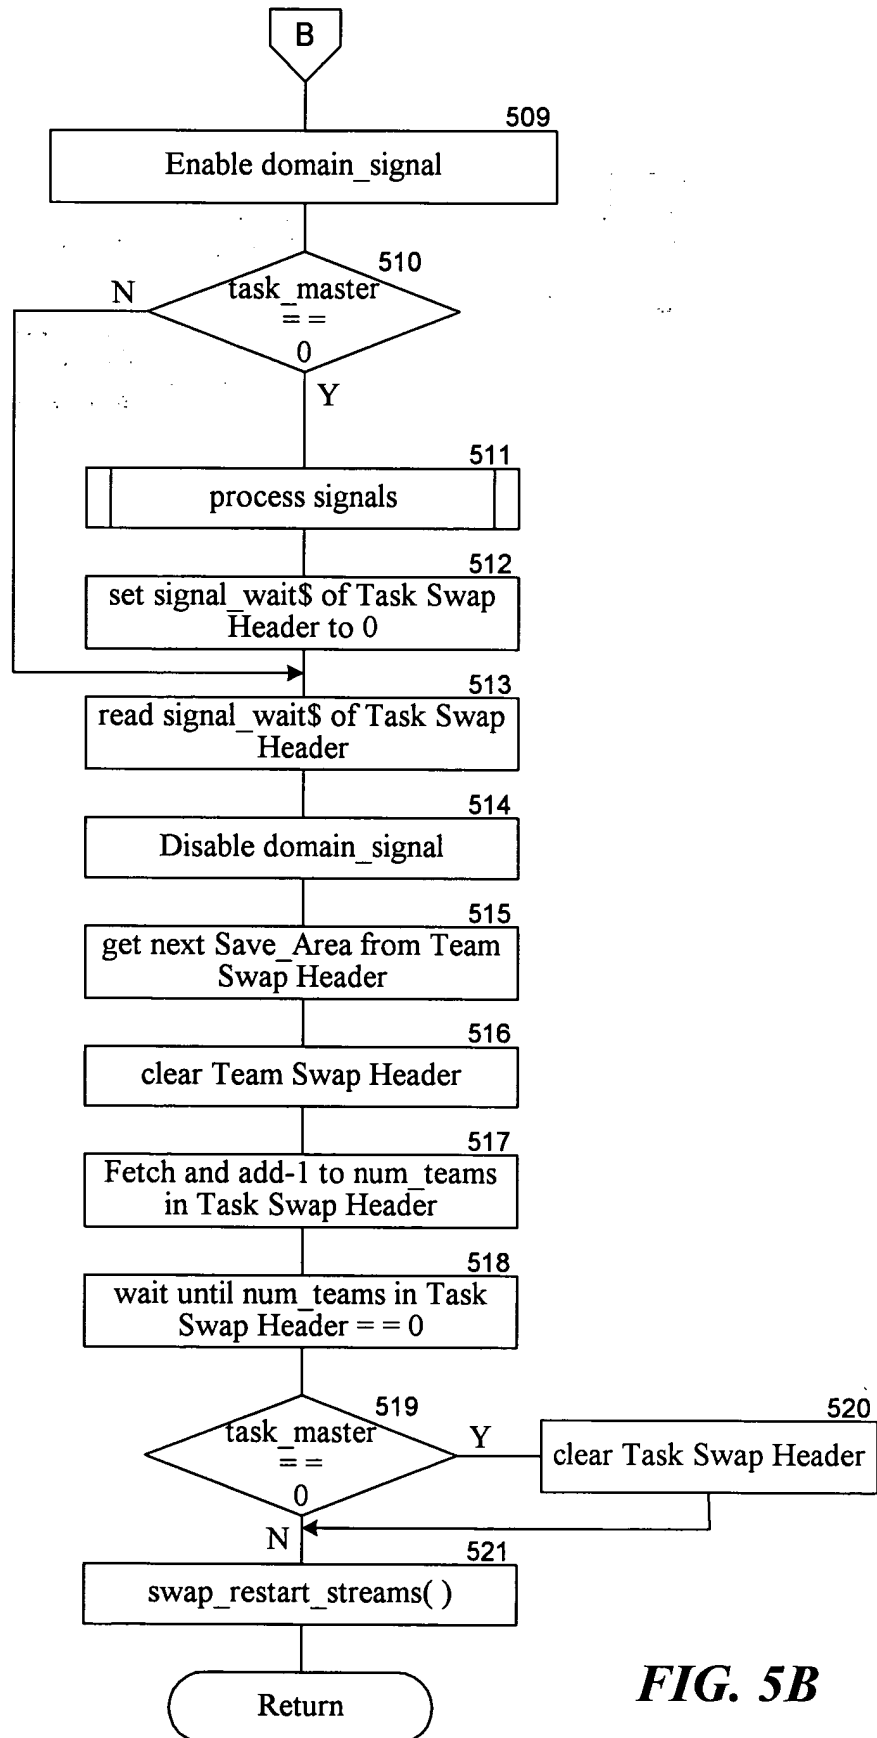 B
509
Enable domain_signal
510
N
task_master
= =
0
Y
511
process signals
512
set signal_wait$ of Task Swap
Header to 0
513
read signal_wait$ of Task Swap
Header
514
Disable domain_signal
515
get next Save_Area from Team
Swap Header
516
clear Team Swap Header
517
Fetch and add-1 to num_teams
in Task Swap Header
518
wait until num_teams in Task
Swap Header = = 0
519
task_master
= =
0
Y
520
clear Task Swap Header
N
521
swap_restart_streams( )
Return
FIG. 5B